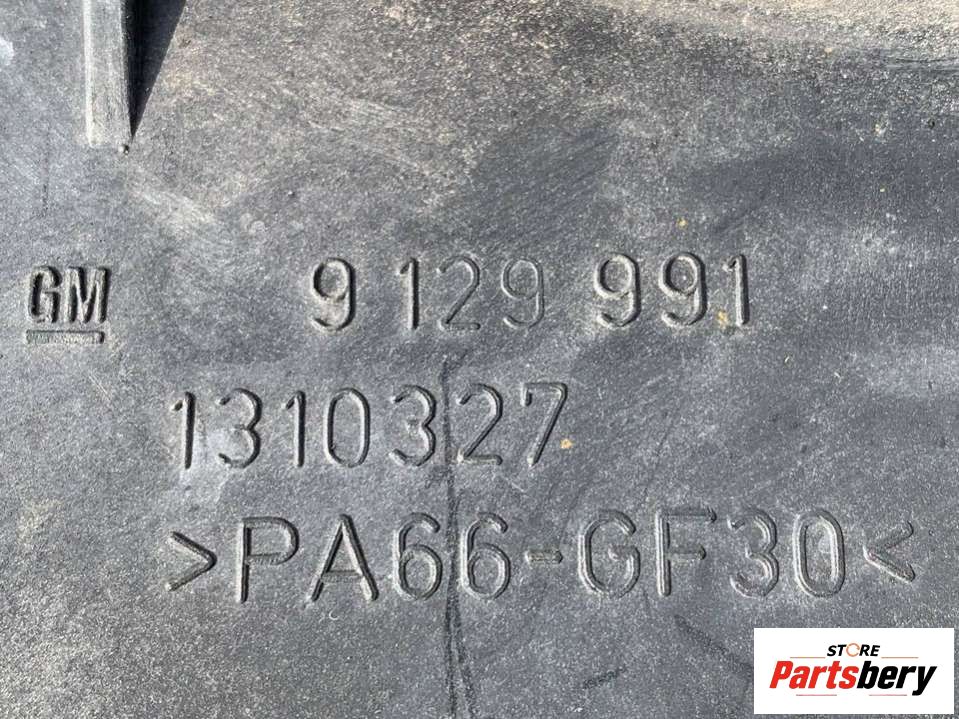 GM 9 129 991
1310327
>PA66-GF30<
STORE
Partsbery